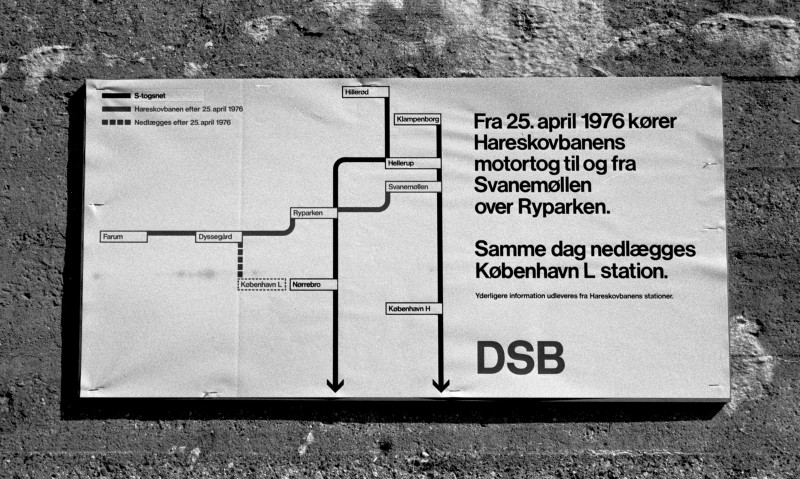 S-togsnet
Hareskovbanen efter 25. april 1976
Nedlægges efter 25. april 1976
Hillerød
Klampenborg
Hellerup
Svanemøllen
Ryparken
Farum
Dyssegård
København L
Nørrebro
København H
Fra 25. april 1976 kører
Hareskovbanens
motortog til og fra
Svanemøllen
over Ryparken.
Samme dag nedlægges
København L station.
Yderligere information udleveres fra Hareskovbanens stationer.
DSB